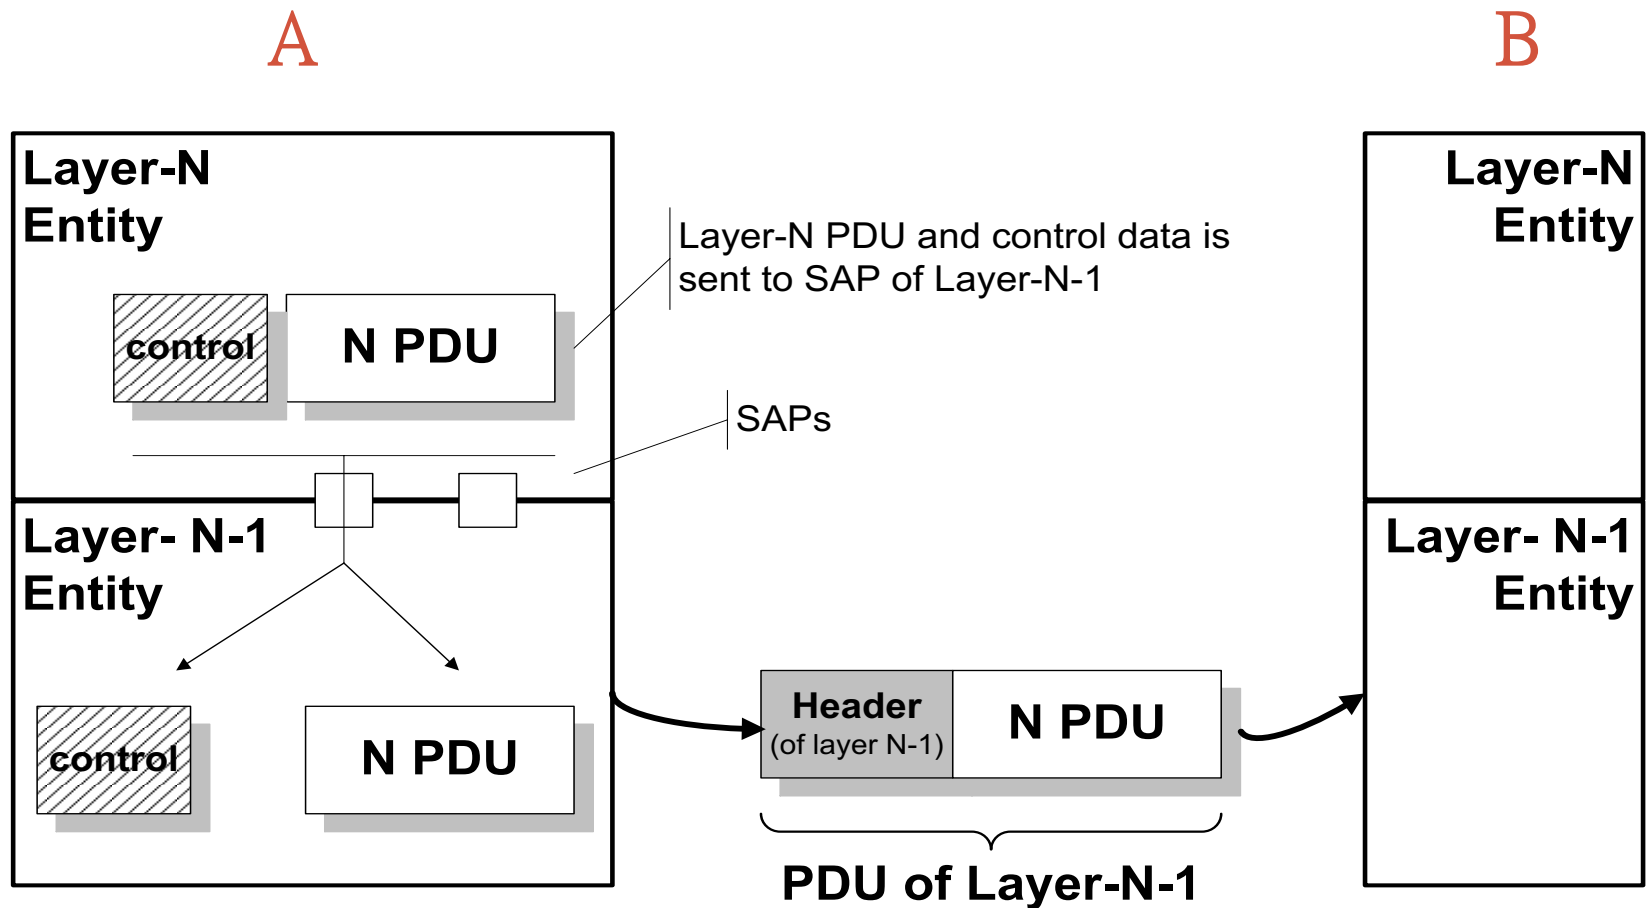 A
B
Layer-N
Entity
control
N PDU
Layer-N PDU and control data is
sent to SAP of Layer-N-1
SAPs
Layer- N-1
Entity
control
N PDU
Header
(of layer N-1)
N PDU
PDU of Layer-N-1
Layer-N
Entity
Layer- N-1
Entity